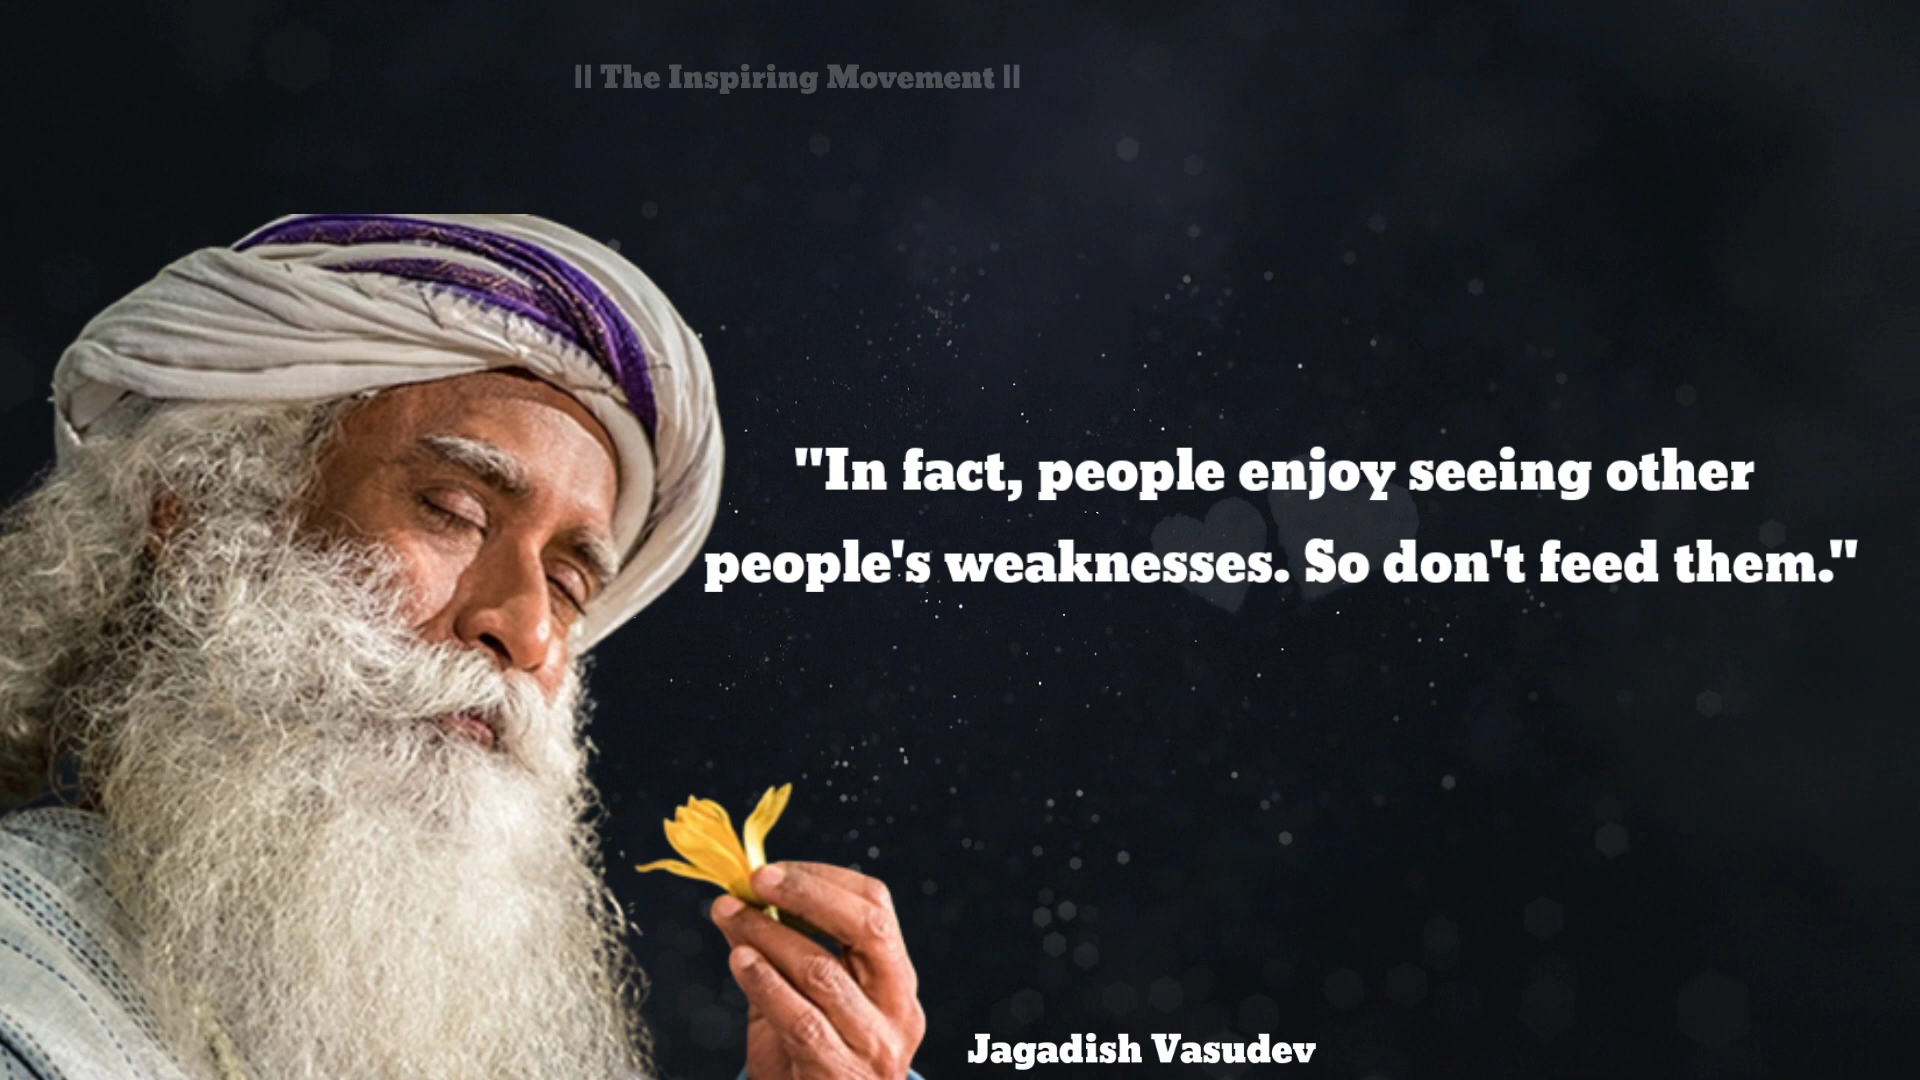 || The Inspiring Movement ||
"In fact, people enjoy seeing other
people's weaknesses. So don't feed them."
Jagadish Vasudev